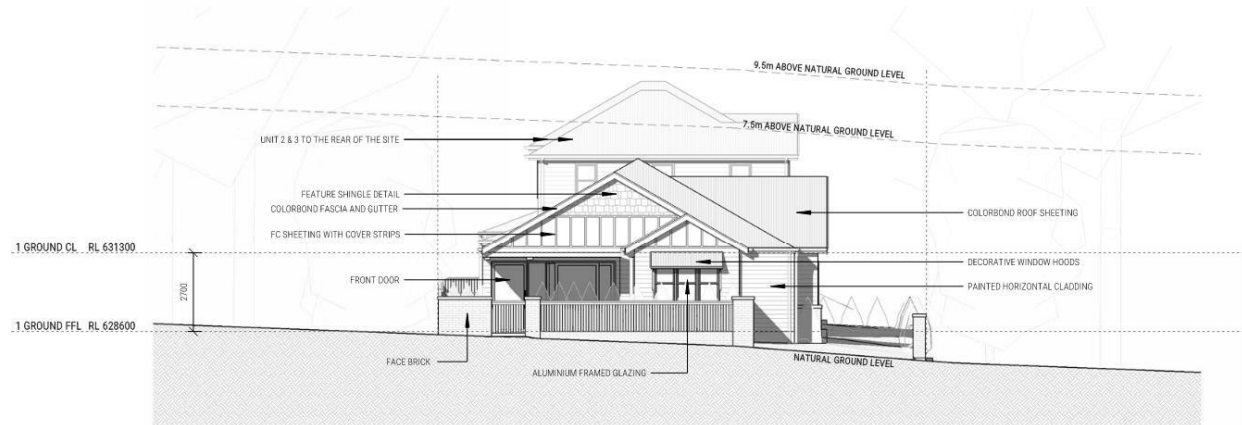 9.5m ABOVE NATURAL GROUND LEVEL
7.5m ABOVE NATURAL GROUND LEVEL
UNIT 2 & 3 TO THE REAR OF THE SITE
FEATURE SHINGLE DETAIL
COLORBOND FASCIA AND GUTTER
COLORBOND ROOF SHEETING
FC SHEETING WITH COVER STRIPS
1 GROUND CL RL 631300
DECORATIVE WINDOW HOODS
FRONT DOOR
PAINTED HORIZONTAL CLADDING
2700
1 GROUND FFL RL 628600
FACE BRICK
NATURAL GROUND LEVEL
ALUMINIUM FRAMED GLAZING